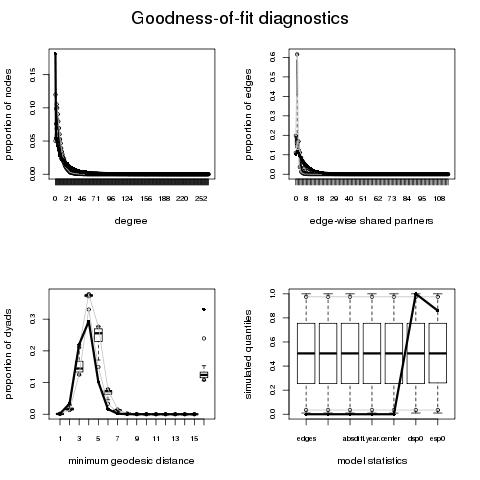 Goodness-of-fit diagnostics
proportion of nodes
0.00 0.05 0.10 0.15
0 21 46 71 96 124 156 188 220 252
degree
proportion of edges
0.0 0.1 0.2 0.3 0.4 0.5 0.6
0 8 18 29 40 51 62 73 84 95 108
edge-wise shared partners
proportion of dyads
0.0 0.1 0.2 0.3
1 3 5 7 9 11 13 15
minimum geodesic distance
simulated quantiles
0.0 0.2 0.4 0.6 0.8 1.0
edges dsp0 esp0
model statistics